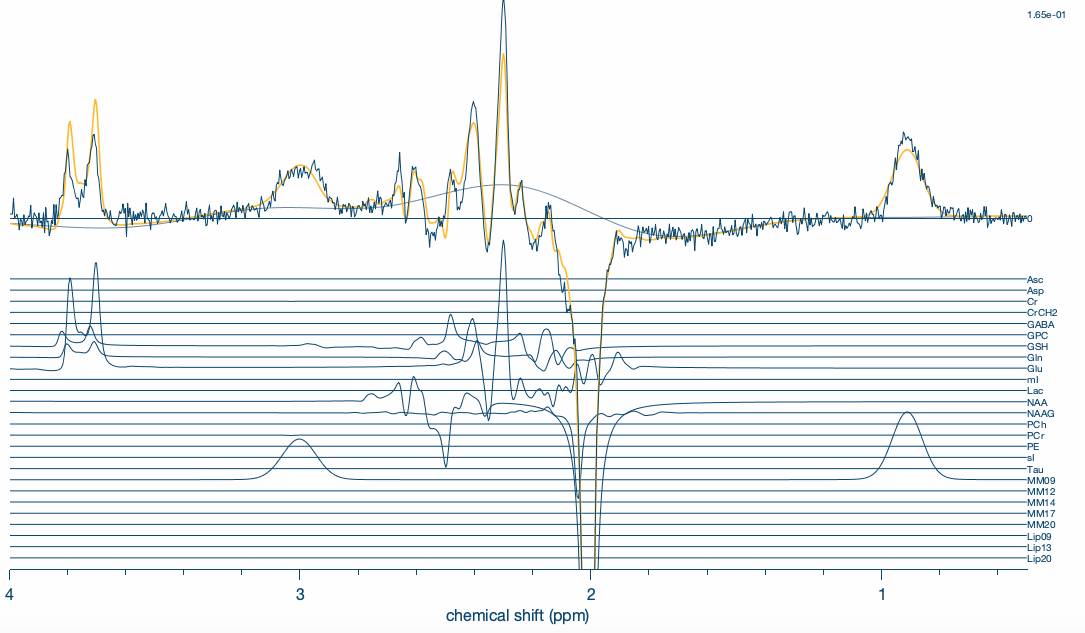 1.65e-01
0
Asc
Asp
Cr
CrCH2
GABA
GPC
GSH
Gln
Glu
mI
Lac
NAA
NAAG
PCh
PCr
PE
sI
Tau
MM09
MM12
MM14
MM17
MM20
Lip09
Lip13
Lip20
4 3 2 1
chemical shift (ppm)